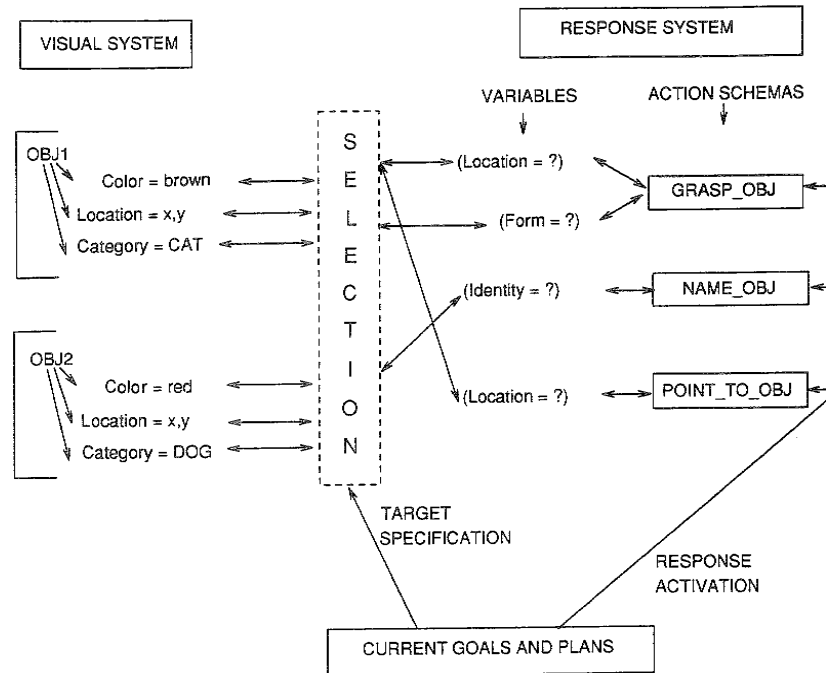 VISUAL SYSTEM
RESPONSE SYSTEM
VARIABLES
ACTION SCHEMAS
OBJ1
Color = brown
Location = x,y
Category = CAT
OBJ2
Color = red
Location = x,y
Category = DOG
S
E
L
E
C
T
I
O
N
(Location = ?)
(Form = ?)
(Identity = ?)
(Location = ?)
GRASP_OBJ
NAME_OBJ
POINT_TO_OBJ
TARGET
SPECIFICATION
RESPONSE
ACTIVATION
CURRENT GOALS AND PLANS